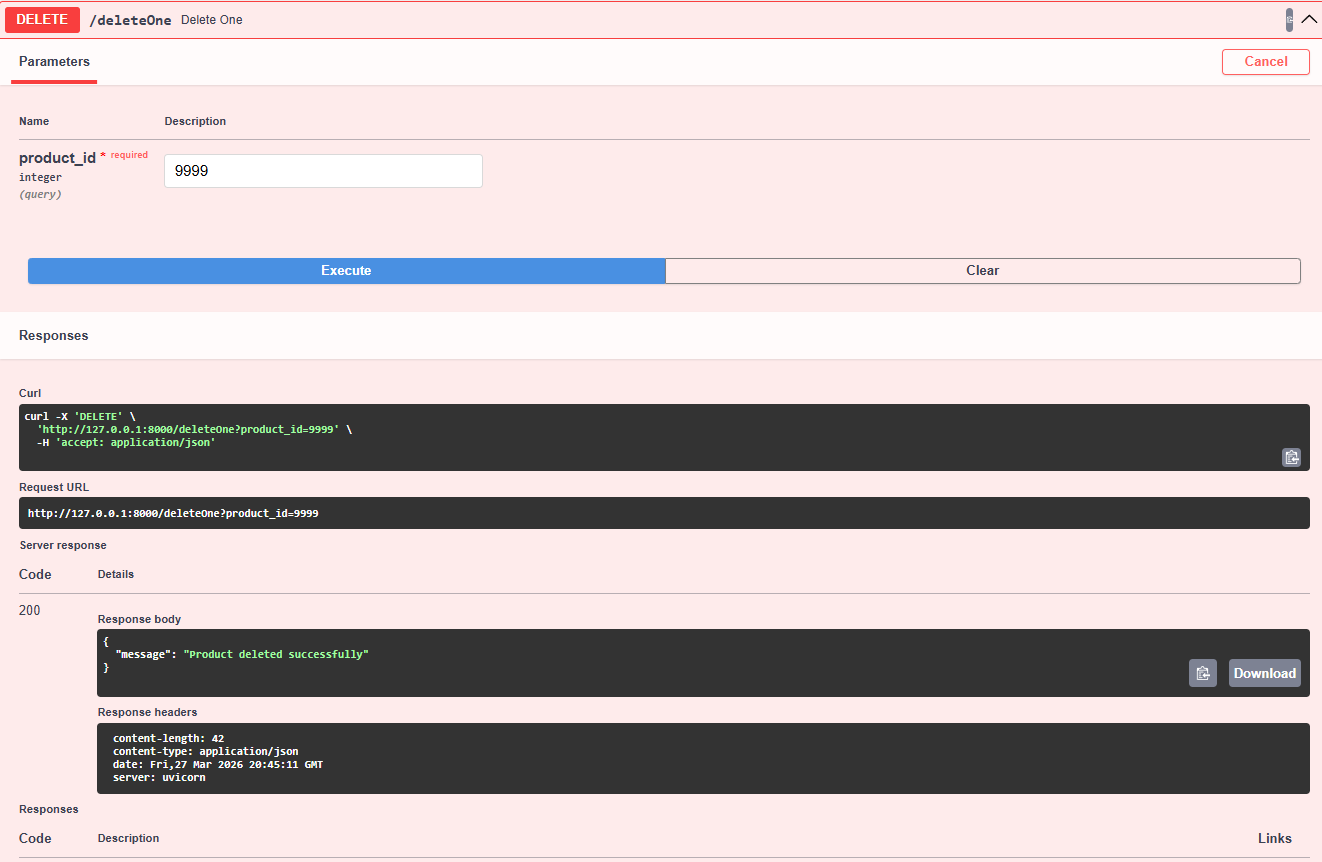 DELETE /deleteOne Delete One
Parameters Cancel
Name Description
product_id * required
integer
(query)
9999
Execute Clear
Responses
Curl
curl -X 'DELETE' \
  'http://127.0.0.1:8000/deleteOne?product_id=9999' \
  -H 'accept: application/json'
Request URL
http://127.0.0.1:8000/deleteOne?product_id=9999
Server response
Code Details
200
Response body
{
  "message": "Product deleted successfully"
}
Download
Response headers
content-length: 42
content-type: application/json
date: Fri,27 Mar 2026 20:45:11 GMT
server: uvicorn
Responses
Code Description Links